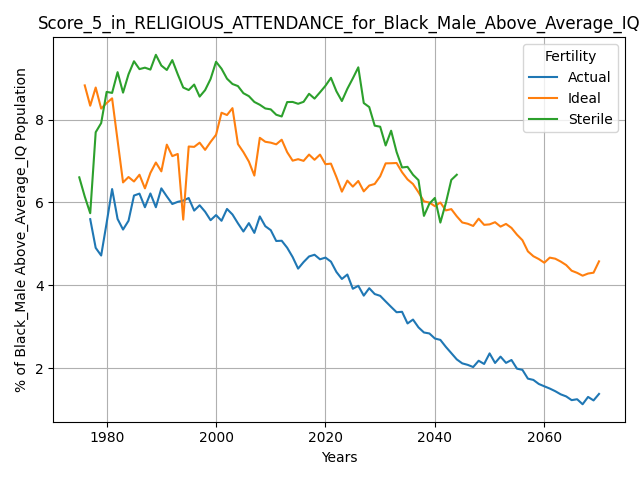 Score_5_in_RELIGIOUS_ATTENDANCE_for_Black_Male_Above_Average_IQ
Fertility
Actual
Ideal
Sterile
% of Black_Male Above_Average_IQ Population
8
6
4
2
1980 2000 2020 2040 2060
Years